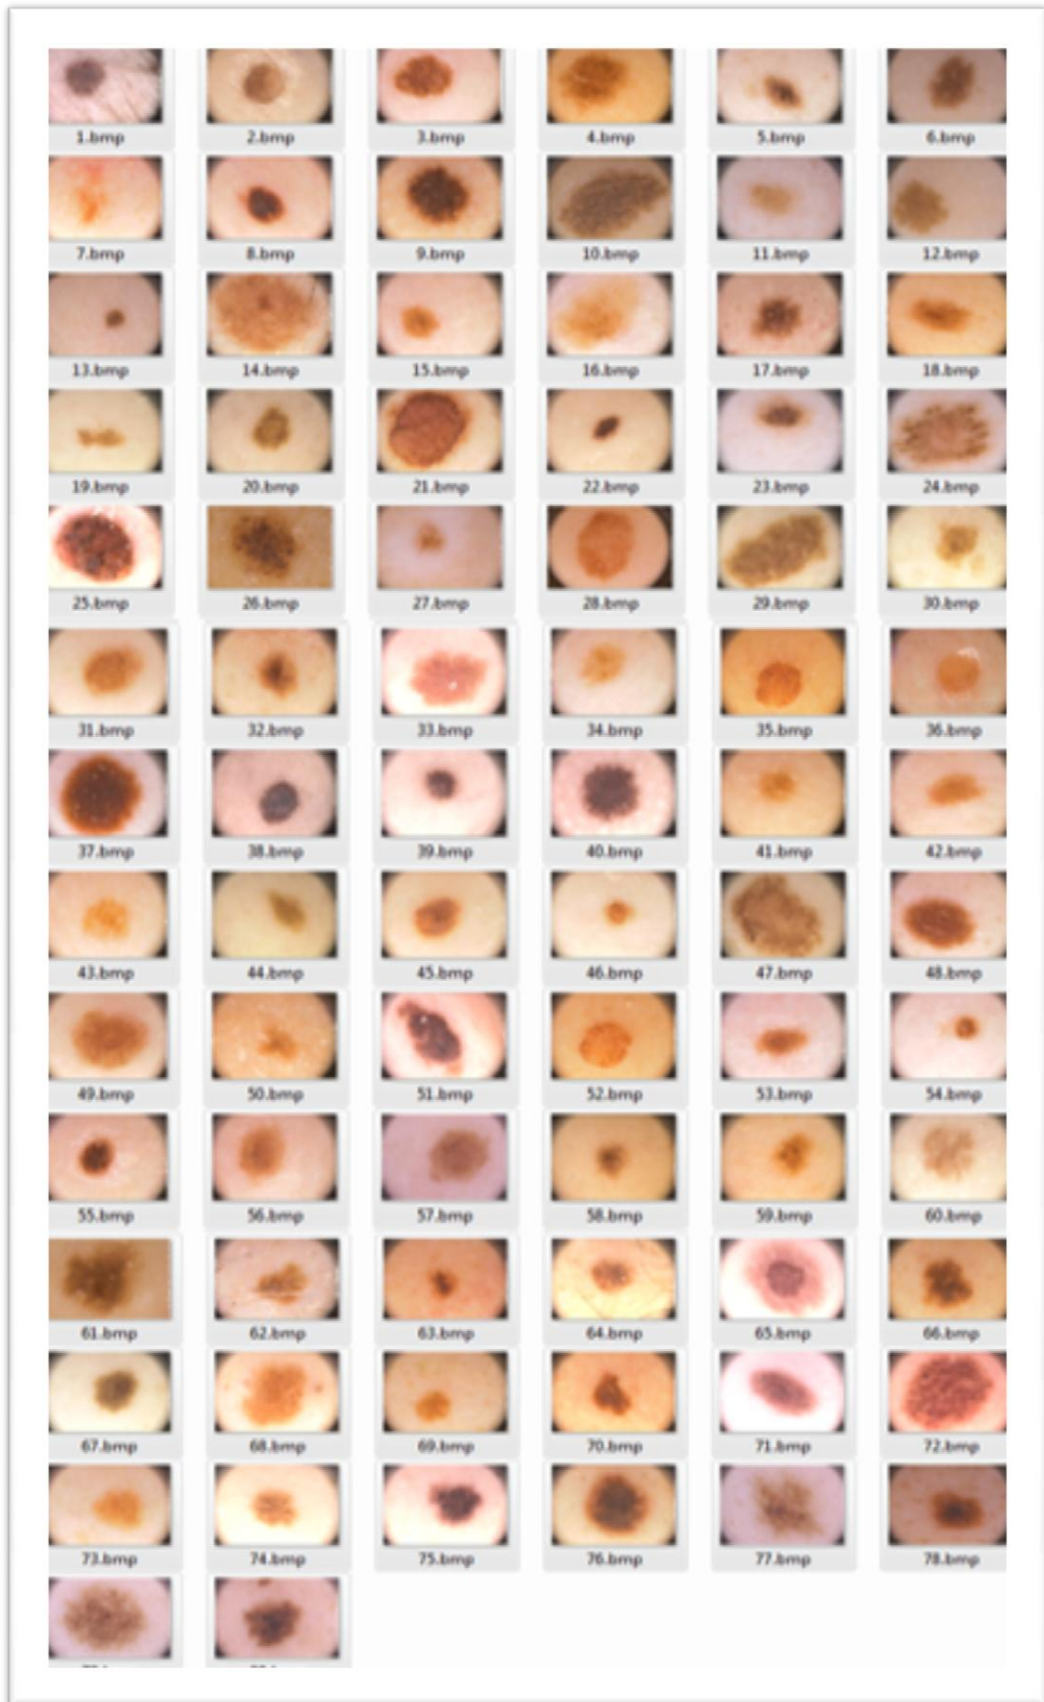 1.bmp 2.bmp 3.bmp 4.bmp 5.bmp 6.bmp
7.bmp 8.bmp 9.bmp 10.bmp 11.bmp 12.bmp
13.bmp 14.bmp 15.bmp 16.bmp 17.bmp 18.bmp
19.bmp 20.bmp 21.bmp 22.bmp 23.bmp 24.bmp
25.bmp 26.bmp 27.bmp 28.bmp 29.bmp 30.bmp
31.bmp 32.bmp 33.bmp 34.bmp 35.bmp 36.bmp
37.bmp 38.bmp 39.bmp 40.bmp 41.bmp 42.bmp
43.bmp 44.bmp 45.bmp 46.bmp 47.bmp 48.bmp
49.bmp 50.bmp 51.bmp 52.bmp 53.bmp 54.bmp
55.bmp 56.bmp 57.bmp 58.bmp 59.bmp 60.bmp
61.bmp 62.bmp 63.bmp 64.bmp 65.bmp 66.bmp
67.bmp 68.bmp 69.bmp 70.bmp 71.bmp 72.bmp
73.bmp 74.bmp 75.bmp 76.bmp 77.bmp 78.bmp